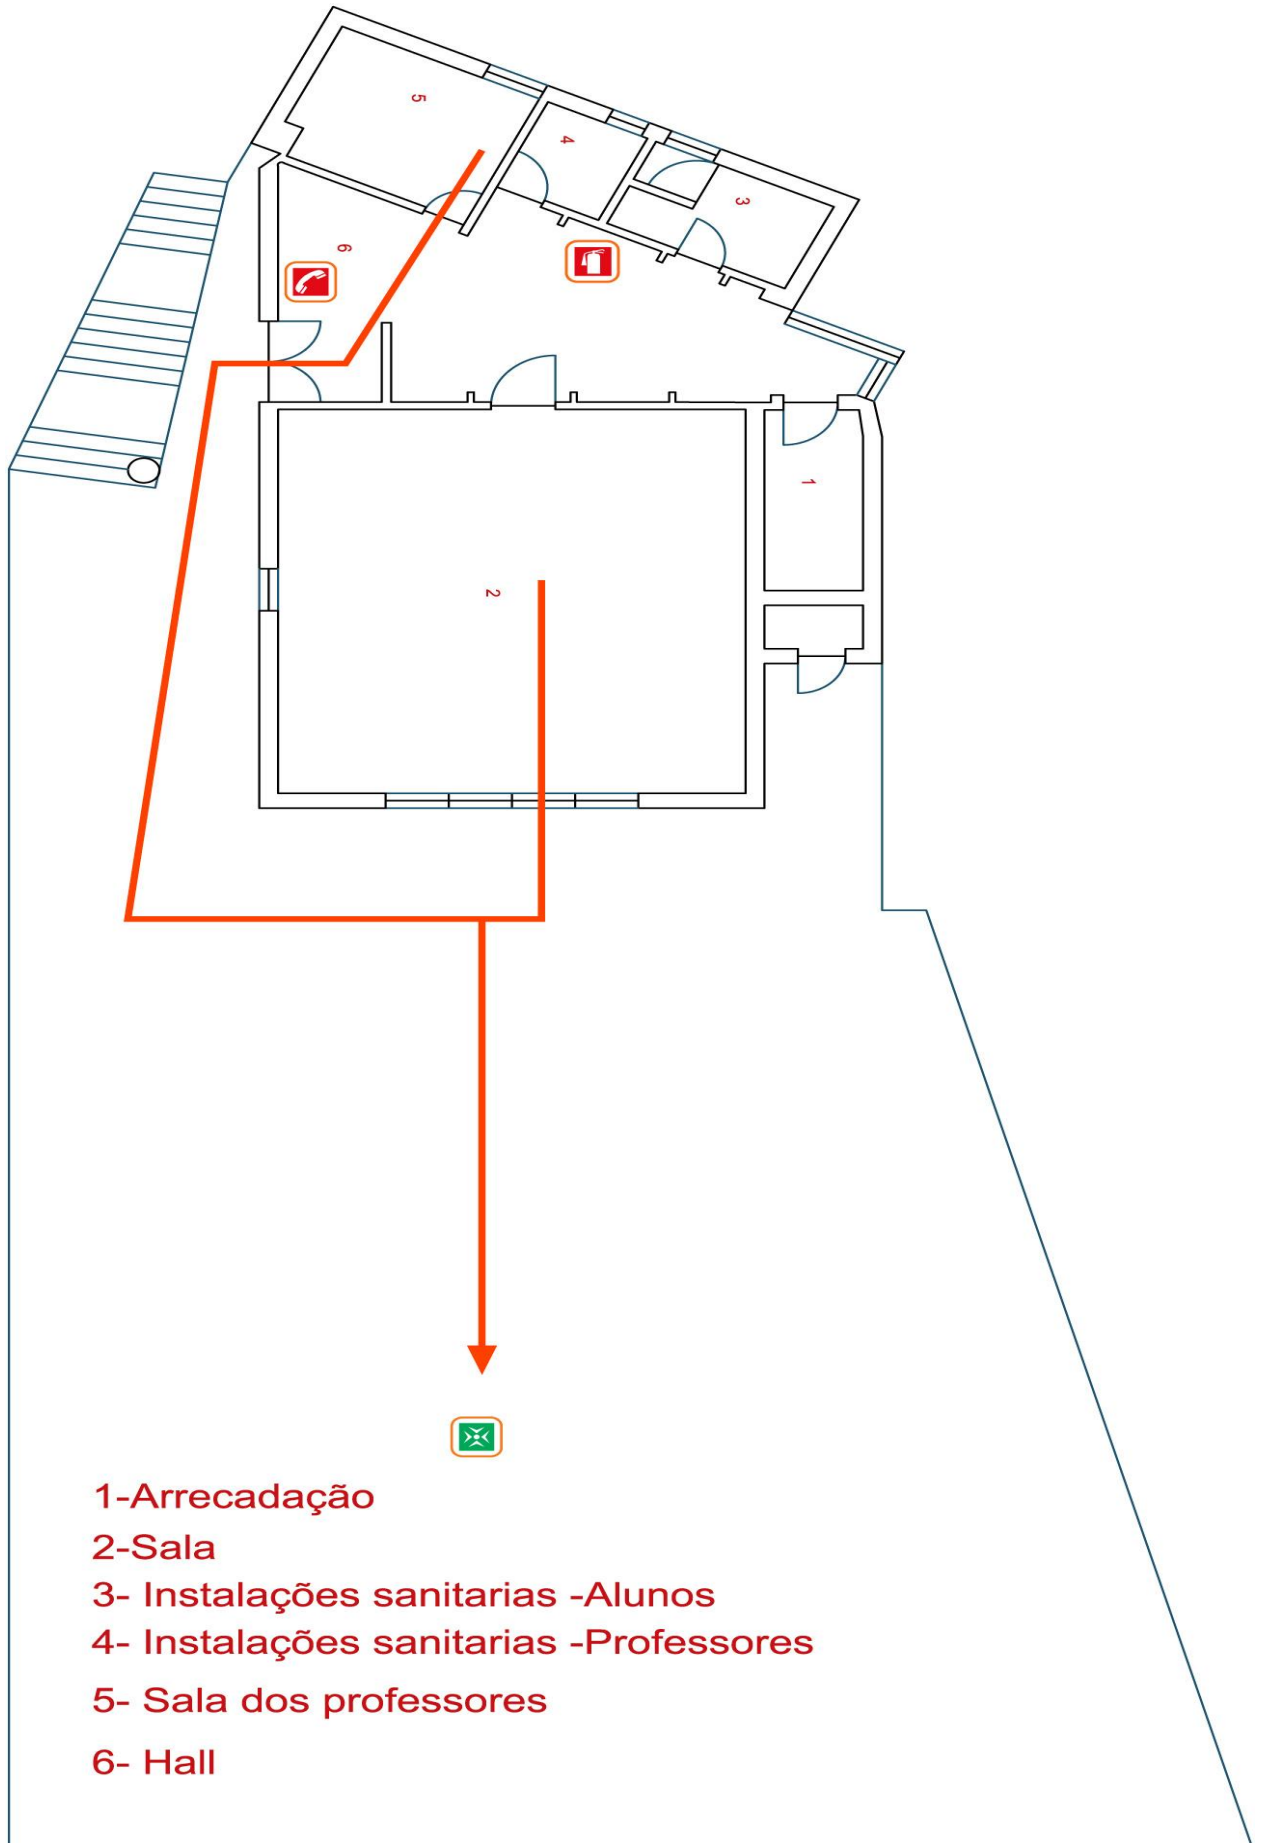 5
4
3
6
1
2
1-Arrecadação
2-Sala
3- Instalações sanitarias -Alunos
4- Instalações sanitarias -Professores
5- Sala dos professores
6- Hall